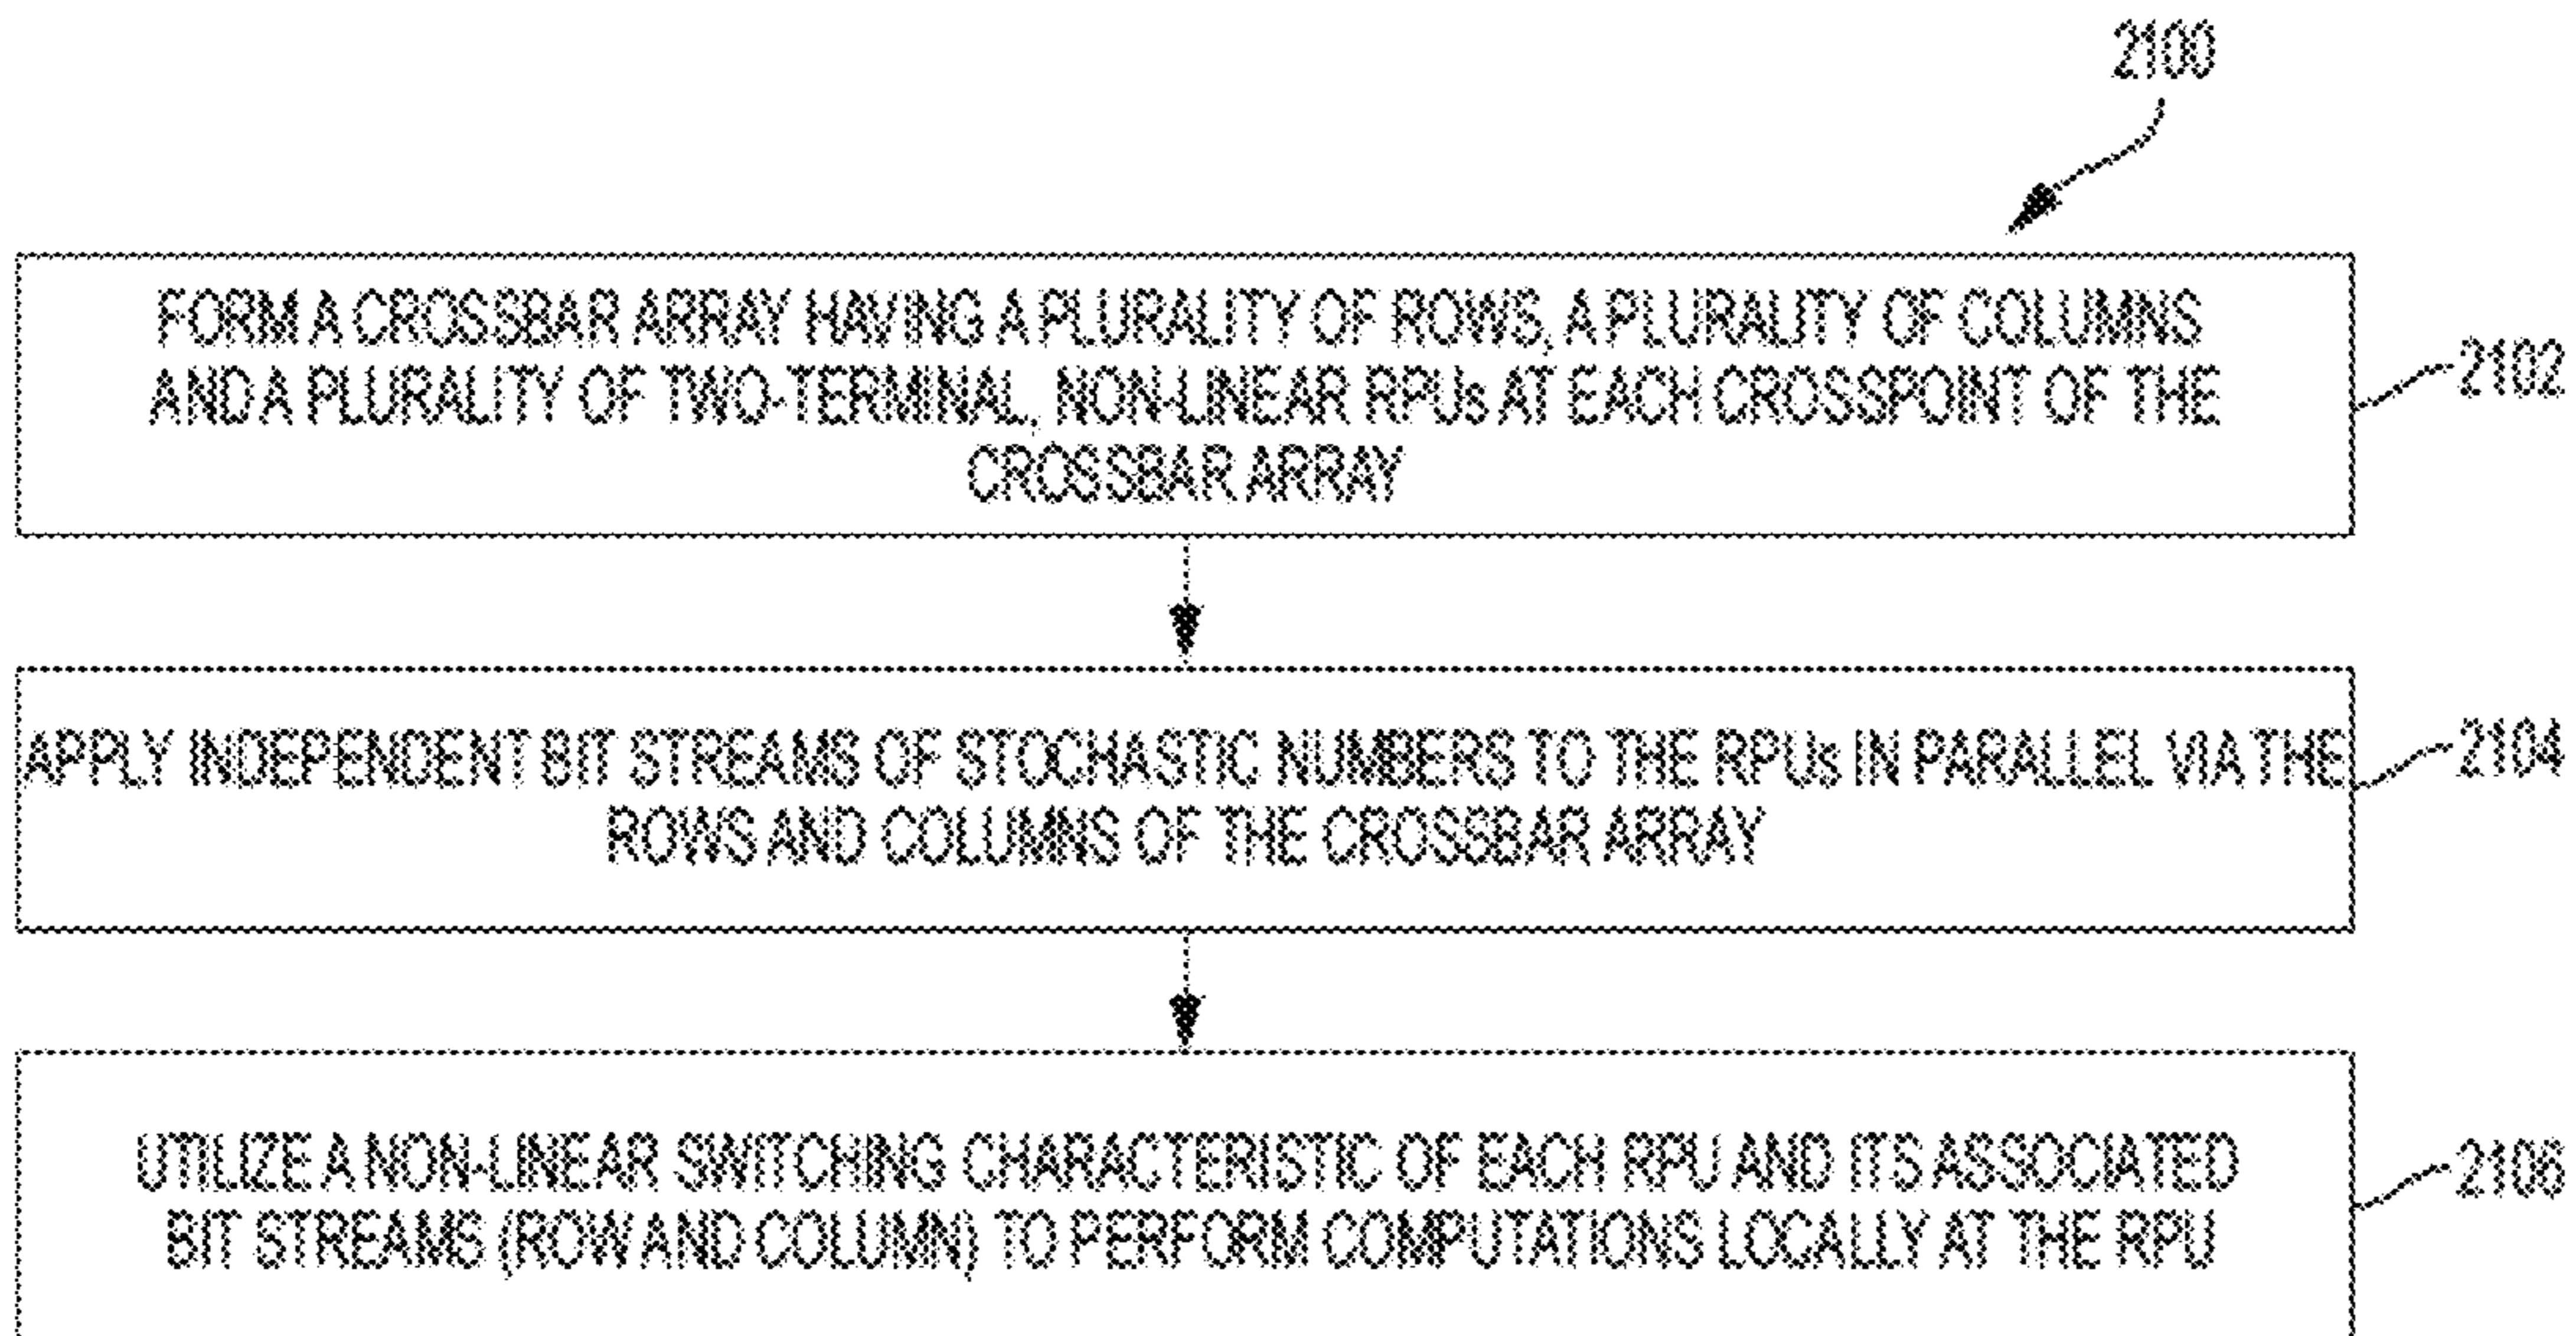 2100
FORM A CROSSBAR ARRAY HAVING A PLURALITY OF ROWS, A PLURALITY OF COLUMNS
AND A PLURALITY OF TWO-TERMINAL, NON-LINEAR RPUs AT EACH CROSSPOINT OF THE
CROSSBAR ARRAY
2102
APPLY INDEPENDENT BIT STREAMS OF STOCHASTIC NUMBERS TO THE RPUs IN PARALLEL VIA THE
ROWS AND COLUMNS OF THE CROSSBAR ARRAY
2104
UTILIZE A NON-LINEAR SWITCHING CHARACTERISTIC OF EACH RPU AND ITS ASSOCIATED
BIT STREAMS (ROW AND COLUMN) TO PERFORM COMPUTATIONS LOCALLY AT THE RPU
2106